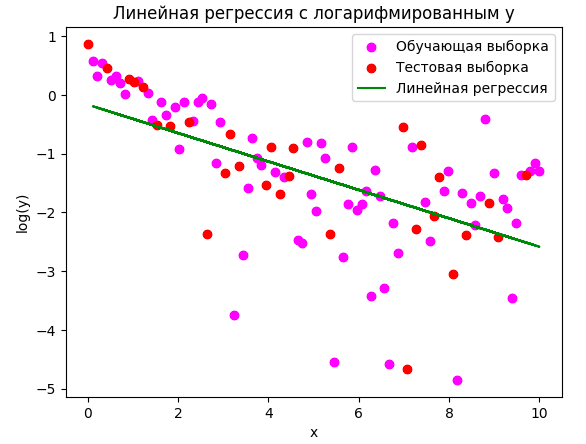 Линейная регрессия с логарифмированным y
Обучающая выборка
Тестовая выборка
Линейная регрессия
log(y)
1
0
−1
−2
−3
−4
−5
0 2 4 6 8 10
x